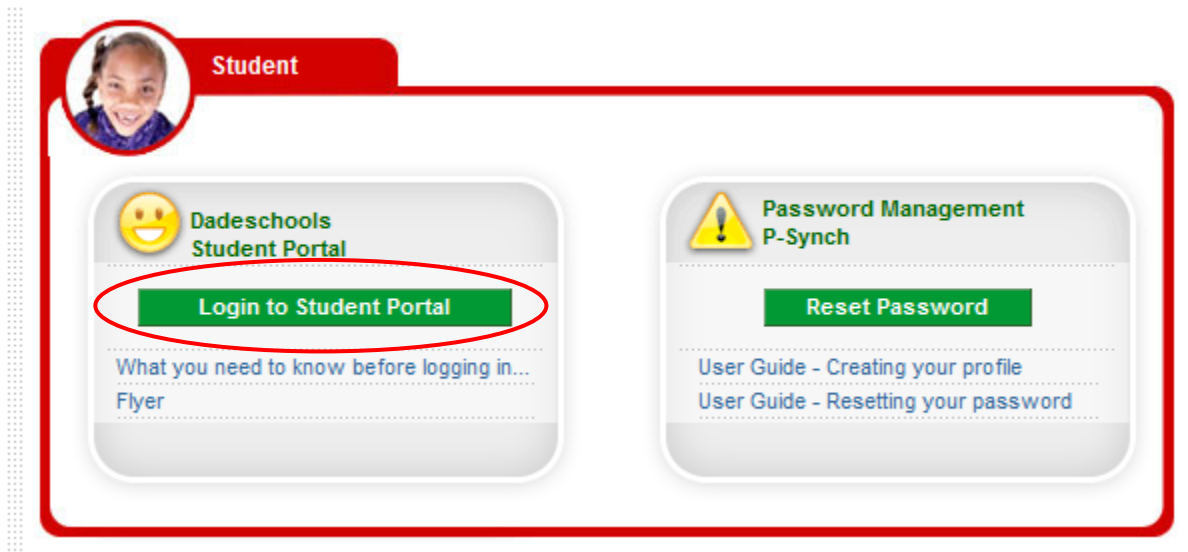 Student
Dadeschools
Student Portal
Login to Student Portal
What you need to know before logging in...
Flyer
Password Management
P-Synch
Reset Password
User Guide - Creating your profile
User Guide - Resetting your password